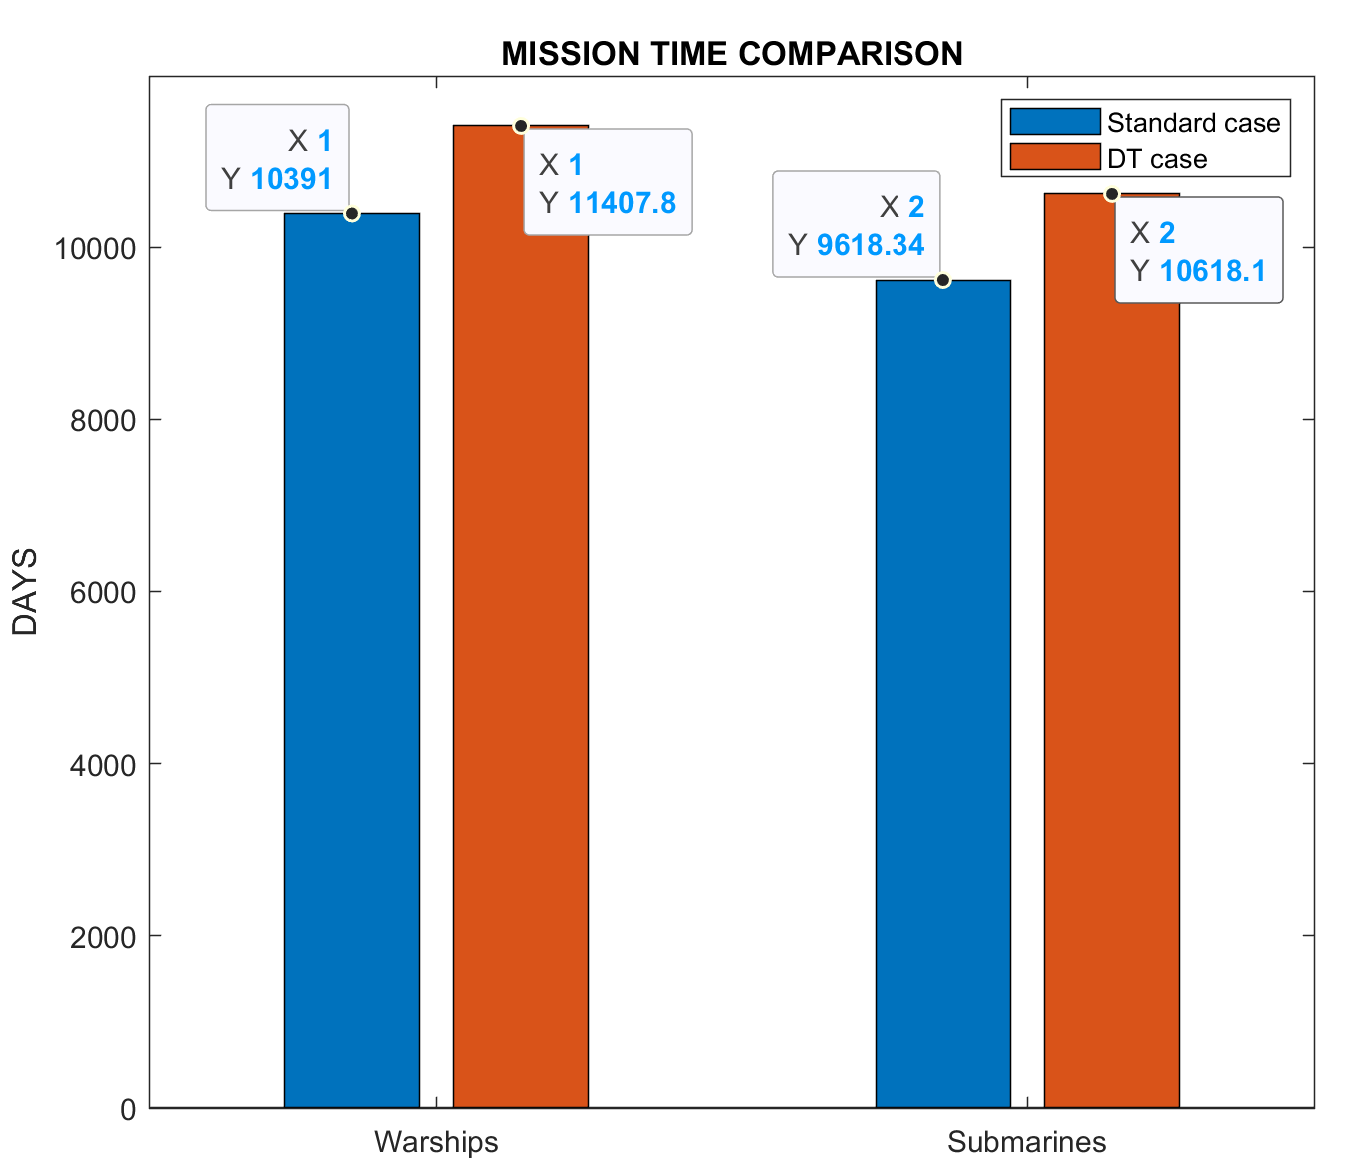 MISSION TIME COMPARISON
X 1
Y 10391
X 1
Y 11407.8
X 2
Y 9618.34
X 2
Y 10618.1
Standard case
DT case
10000
8000
6000
4000
2000
0
DAYS
Warships
Submarines